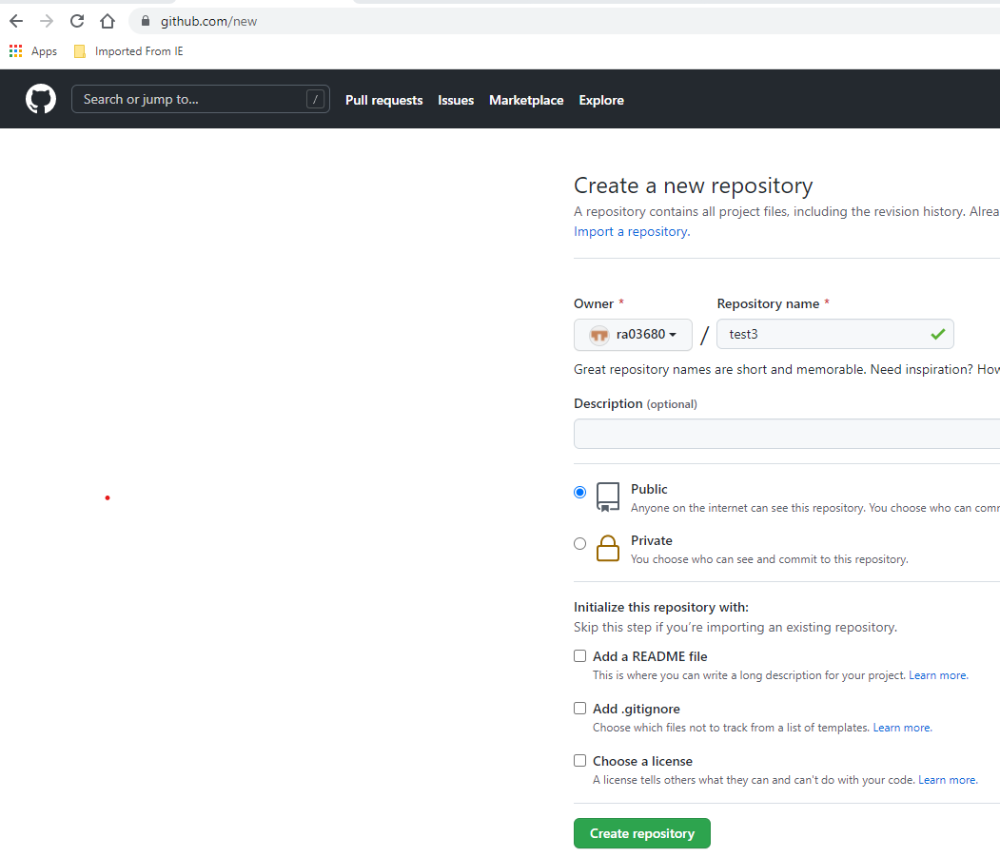 github.com/new
Apps Imported From IE
Search or jump to... / Pull requests Issues Marketplace Explore
Create a new repository
A repository contains all project files, including the revision history. Alrea
Import a repository.
Owner * Repository name *
ra03680 / test3
Great repository names are short and memorable. Need inspiration? How
Description (optional)
Public
Anyone on the internet can see this repository. You choose who can comm
Private
You choose who can see and commit to this repository.
Initialize this repository with:
Skip this step if you’re importing an existing repository.
Add a README file
This is where you can write a long description for your project. Learn more.
Add .gitignore
Choose which files not to track from a list of templates. Learn more.
Choose a license
A license tells others what they can and can't do with your code. Learn more.
Create repository